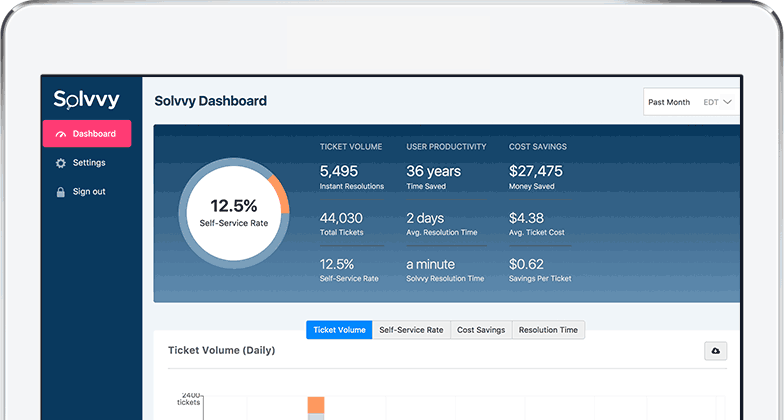 Solvvy
Solvvy Dashboard
Past Month EDT
Dashboard
Settings
Sign out
12.5%
Self-Service Rate
TICKET VOLUME
5,495
Instant Resolutions
44,030
Total Tickets
12.5%
Self-Service Rate
USER PRODUCTIVITY
36 years
Time Saved
2 days
Avg. Resolution Time
a minute
Solvvy Resolution Time
COST SAVINGS
$27,475
Money Saved
$4.38
Avg. Ticket Cost
$0.62
Savings Per Ticket
Ticket Volume Self-Service Rate Cost Savings Resolution Time
Ticket Volume (Daily)
2400
tickets